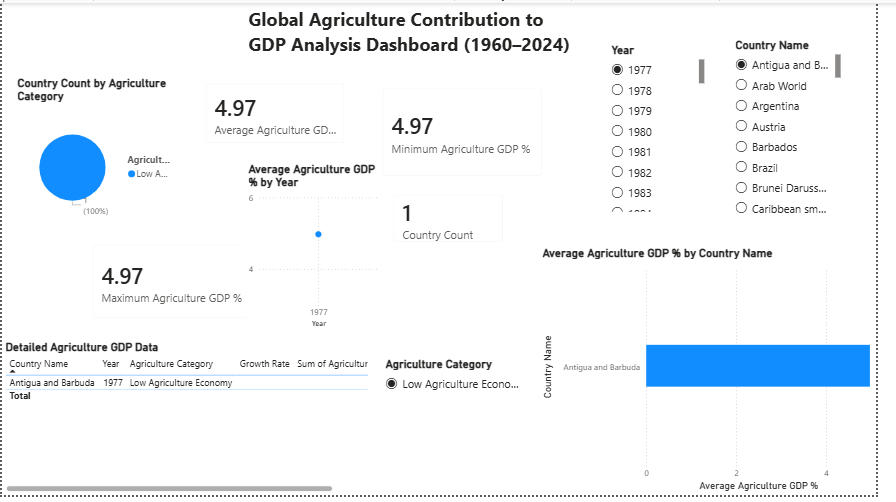 Global Agriculture Contribution to
GDP Analysis Dashboard (1960–2024)
Year
1977
1978
1979
1980
1981
1982
1983
Country Name
Antigua and B...
Arab World
Argentina
Austria
Barbados
Brazil
Brunei Daruss...
Caribbean sm...
Country Count by Agriculture
Category
Agricult...
Low A...
1
(100%)
4.97
Average Agriculture GD...
4.97
Minimum Agriculture GDP %
Average Agriculture GDP
% by Year
6
4
1977
Year
1
Country Count
4.97
Maximum Agriculture GDP %
Average Agriculture GDP % by Country Name
Country Name
Antigua and Barbuda
0 2 4
Average Agriculture GDP %
Detailed Agriculture GDP Data
Country Name Year Agriculture Category Growth Rate Sum of Agricultur
Antigua and Barbuda 1977 Low Agriculture Economy
Total
Agriculture Category
Low Agriculture Econo...